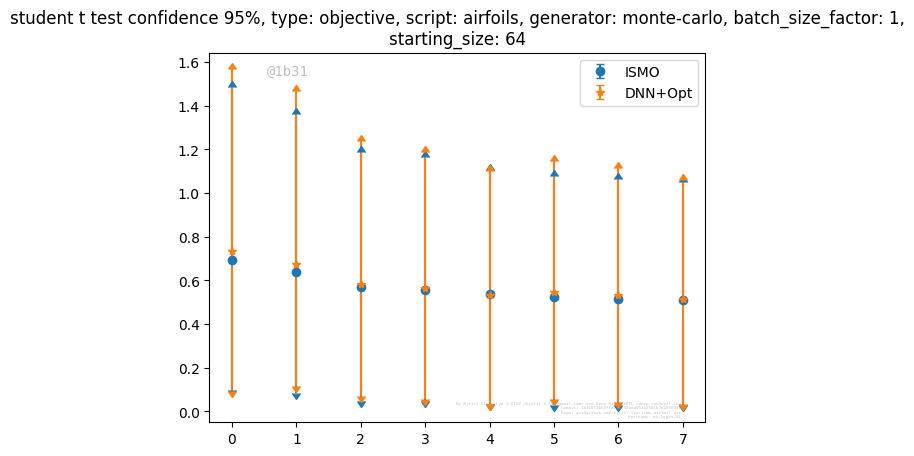 student t test confidence 95%, type: objective, script: airfoils, generator: monte-carlo, batch_size_factor: 1,
starting_size: 64
@1b31
ISMO
DNN+Opt
1.6
1.4
1.2
1.0
0.8
0.6
0.4
0.2
0.0
0 1 2 3 4 5 6 7